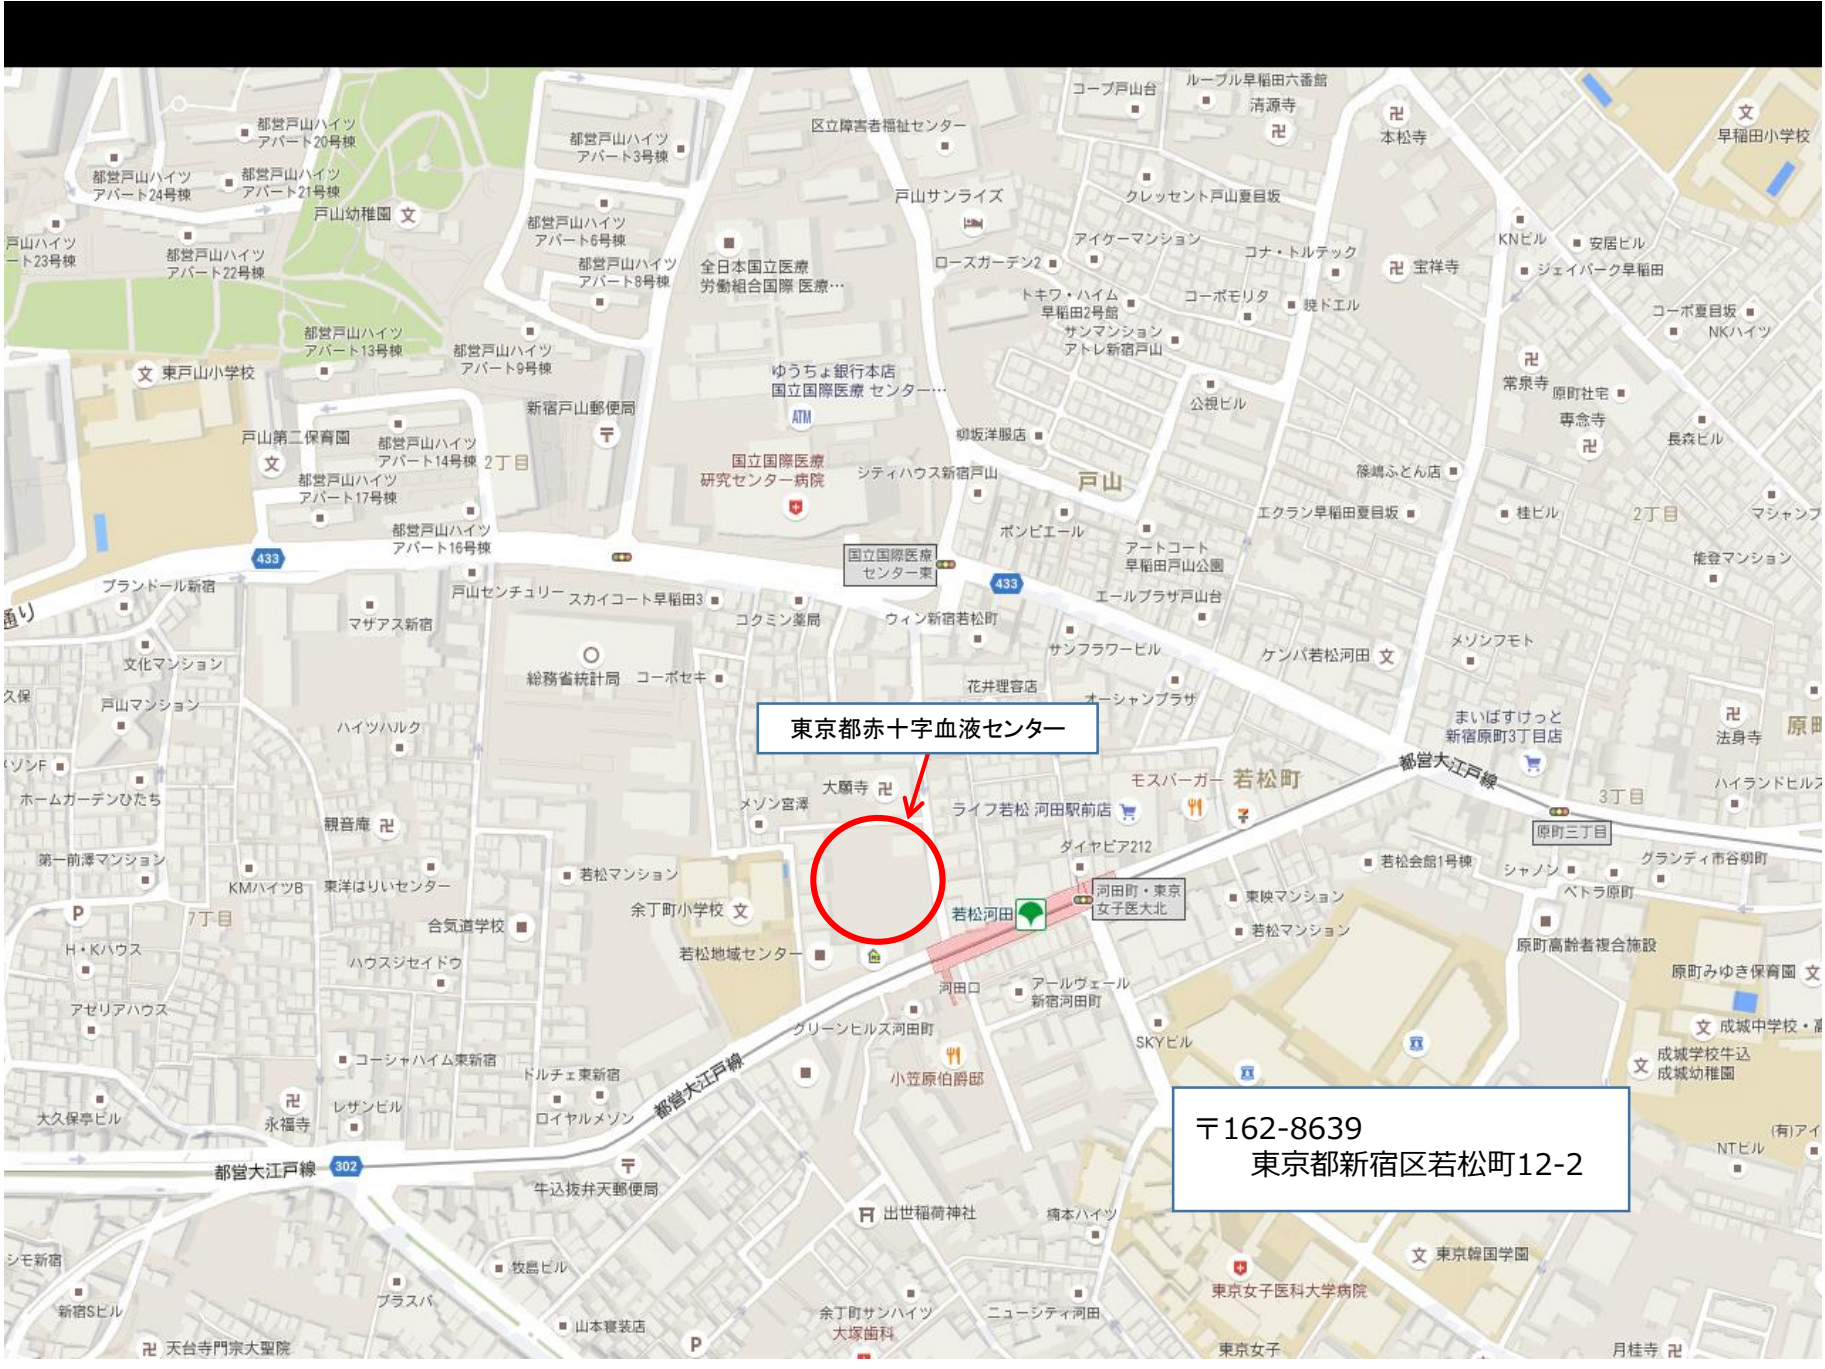 コープ戸山台
ルーブル早稲田六番館
清源寺
本松寺
早稲田小学校
都営戸山ハイツ
アパート20号棟
都営戸山ハイツ
アパート3号棟
区立障害者福祉センター
都営戸山ハイツ
アパート24号棟
都営戸山ハイツ
アパート21号棟
戸山幼稚園
戸山サンライズ
クレッセント戸山夏目坂
戸山ハイツ
ート23号棟
都営戸山ハイツ
アパート22号棟
都営戸山ハイツ
アパート6号棟
都営戸山ハイツ
アパート8号棟
全日本国立医療
労働組合国際 医療…
ローズガーデン2
アイケーマンション
コナ・トルテック
宝祥寺
KNビル
安居ビル
ジェイパーク早稲田
トキワ・ハイム
早稲田2号館
コーポモリタ
暁ドエル
サンマンション
アトレ新宿戸山
コーポ夏目坂
NKハイツ
都営戸山ハイツ
アパート13号棟
都営戸山ハイツ
アパート9号棟
東戸山小学校
ゆうちょ銀行本店
国立国際医療 センター…
ATM
公視ビル
常泉寺
原町社宅
専念寺
長森ビル
新宿戸山郵便局
戸山第二保育園
都営戸山ハイツ
アパート14号棟
2丁目
都営戸山ハイツ
アパート17号棟
国立国際医療
研究センター病院
柳坂洋服店
シティハウス新宿戸山
戸山
篠嶋ふとん店
エクラン早稲田夏目坂
桂ビル
2丁目
マシャンブ
都営戸山ハイツ
アパート16号棟
ボンビエール
アートコート
早稲田戸山公園
能登マンション
433
国立国際医療
センター東
433
ブランドール新宿
通り
マザアス新宿
戸山センチュリー
スカイコート早稲田3
コクミン薬局
ウィン新宿若松町
エールプラザ戸山台
サンフラワービル
ケンパ若松河田
メゾンフモト
文化マンション
久保
戸山マンション
総務省統計局
コーポセキ
花井理容店
オーシャンプラザ
まいばすけっと
新宿原町3丁目店
法身寺
原町
ハイツハルク
東京都赤十字血液センター
ゾンF
ホームガーデンひたち
観音庵
メゾン宮澤
大願寺
ライフ若松 河田駅前店
モスバーガー
若松町
都営大江戸線
3丁目
ハイランドヒルズ
原町三丁目
第一前澤マンション
KMハイツB
東洋はりいセンター
若松マンション
ダイヤピア212
若松会館1号棟
シャノン
グランディ市谷柳町
ペトラ原町
7丁目
合気道学校
余丁町小学校
若松河田
河田町・東京
女子医大北
東映マンション
若松マンション
原町高齢者複合施設
P
H・Kハウス
ハウスジセイドウ
若松地域センター
河田口
アールヴェール
新宿河田町
原町みゆき保育園
アゼリアハウス
クリーンヒルズ河田町
SKYビル
成城中学校・高
成城学校牛込
成城幼稚園
コーシャハイム東新宿
ドルチェ東新宿
小笠原伯爵邸
大久保亭ビル
永福寺
レザンビル
ロイヤルメゾン
都営大江戸線
〒162-8639
東京都新宿区若松町12-2
(有)アイ
NTビル
都営大江戸線
302
牛込抜弁天郵便局
出世稲荷神社
楠本ハイツ
東京韓国学園
シモ新宿
牧島ビル
新宿Sビル
プラスパ
山本寝装店
P
余丁町サンハイツ
大塚歯科
ニューシティ河田
東京女子医科大学病院
天台寺門宗大聖院
東京女子
月桂寺